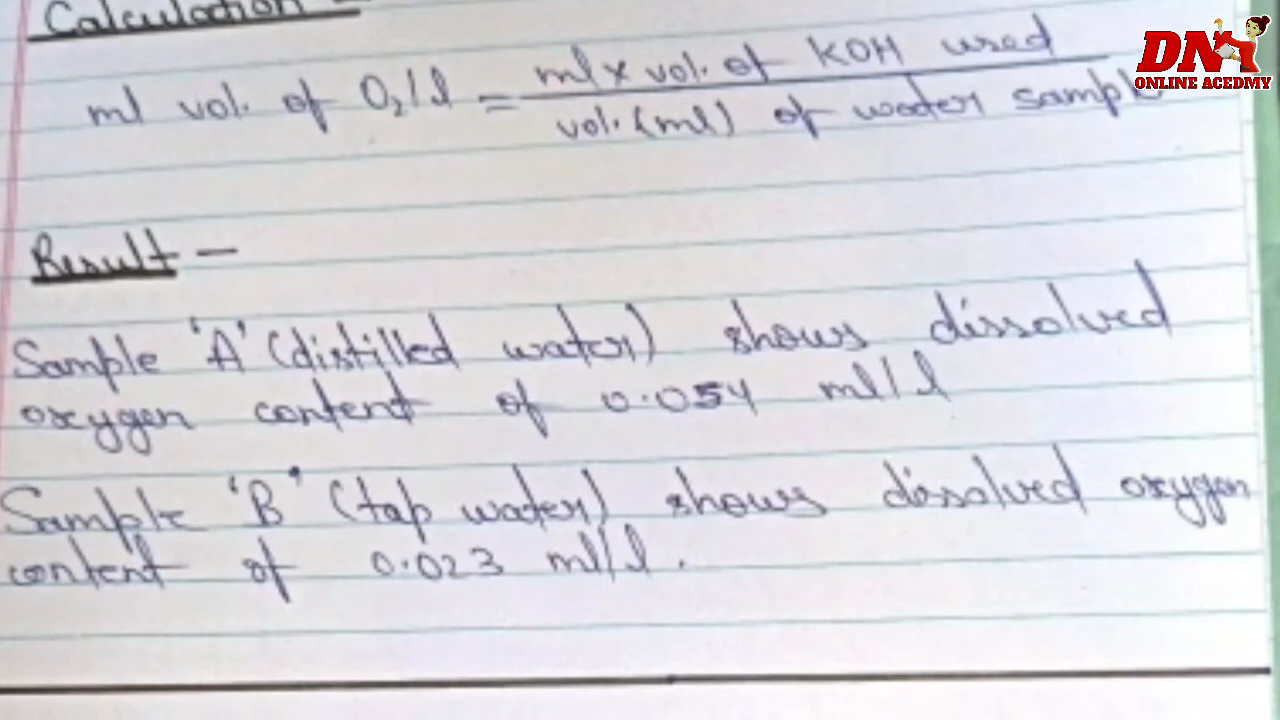 Calculation -
ml vol. of O2/l = ml x vol. of KOH used
vol. (ml) of water sample
Result -
Sample 'A' (distilled water) shows dissolved
oxygen content of 0.054 ml/l
Sample 'B' (tap water) shows dissolved oxygen
content of 0.023 ml/l.
DNA
ONLINE ACEDMY